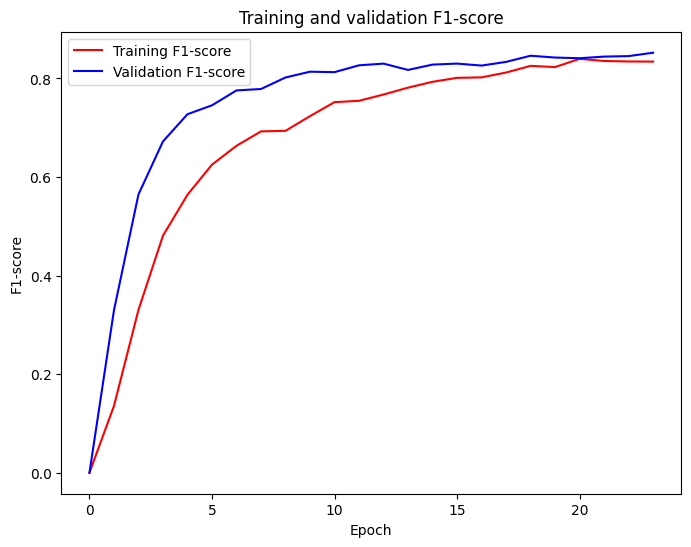 Training and validation F1-score
Training F1-score
Validation F1-score
F1-score
0.8
0.6
0.4
0.2
0.0
0
5
10
15
20
Epoch